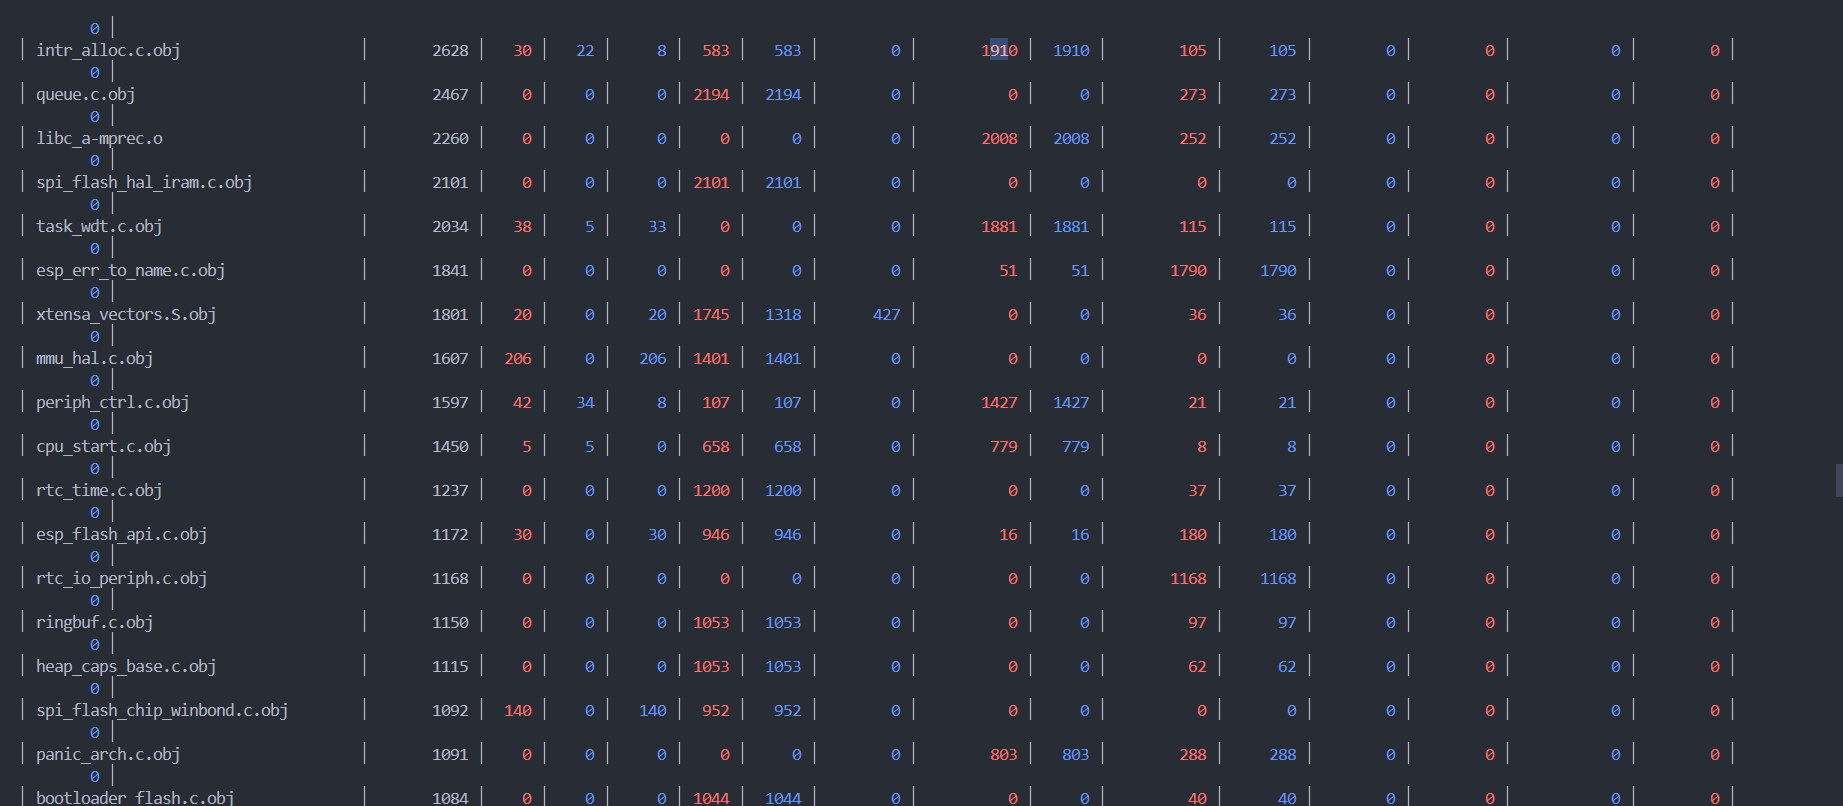 0 |
| intr_alloc.c.obj | 2628 | 30 | 22 | 8 | 583 | 583 | 0 | 1910 | 1910 | 105 | 105 | 0 | 0 | 0 | 0 |
0 |
| queue.c.obj | 2467 | 0 | 0 | 0 | 2194 | 2194 | 0 | 0 | 0 | 273 | 273 | 0 | 0 | 0 | 0 |
0 |
| libc_a-mprec.o | 2260 | 0 | 0 | 0 | 0 | 0 | 0 | 2008 | 2008 | 252 | 252 | 0 | 0 | 0 | 0 |
0 |
| spi_flash_hal_iram.c.obj | 2101 | 0 | 0 | 0 | 2101 | 2101 | 0 | 0 | 0 | 0 | 0 | 0 | 0 | 0 | 0 |
0 |
| task_wdt.c.obj | 2034 | 38 | 5 | 33 | 0 | 0 | 0 | 1881 | 1881 | 115 | 115 | 0 | 0 | 0 | 0 |
0 |
| esp_err_to_name.c.obj | 1841 | 0 | 0 | 0 | 0 | 0 | 0 | 51 | 51 | 1790 | 1790 | 0 | 0 | 0 | 0 |
0 |
| xtensa_vectors.S.obj | 1801 | 20 | 0 | 20 | 1745 | 1318 | 427 | 0 | 0 | 36 | 36 | 0 | 0 | 0 | 0 |
0 |
| mmu_hal.c.obj | 1607 | 206 | 0 | 206 | 1401 | 1401 | 0 | 0 | 0 | 0 | 0 | 0 | 0 | 0 | 0 |
0 |
| periph_ctrl.c.obj | 1597 | 42 | 34 | 8 | 107 | 107 | 0 | 1427 | 1427 | 21 | 21 | 0 | 0 | 0 | 0 |
0 |
| cpu_start.c.obj | 1450 | 5 | 5 | 0 | 658 | 658 | 0 | 779 | 779 | 8 | 8 | 0 | 0 | 0 | 0 |
0 |
| rtc_time.c.obj | 1237 | 0 | 0 | 0 | 1200 | 1200 | 0 | 0 | 0 | 37 | 37 | 0 | 0 | 0 | 0 |
0 |
| esp_flash_api.c.obj | 1172 | 30 | 0 | 30 | 946 | 946 | 0 | 16 | 16 | 180 | 180 | 0 | 0 | 0 | 0 |
0 |
| rtc_io_periph.c.obj | 1168 | 0 | 0 | 0 | 0 | 0 | 0 | 0 | 0 | 1168 | 1168 | 0 | 0 | 0 | 0 |
0 |
| ringbuf.c.obj | 1150 | 0 | 0 | 0 | 1053 | 1053 | 0 | 0 | 0 | 97 | 97 | 0 | 0 | 0 | 0 |
0 |
| heap_caps_base.c.obj | 1115 | 0 | 0 | 0 | 1053 | 1053 | 0 | 0 | 0 | 62 | 62 | 0 | 0 | 0 | 0 |
0 |
| spi_flash_chip_winbond.c.obj | 1092 | 140 | 0 | 140 | 952 | 952 | 0 | 0 | 0 | 0 | 0 | 0 | 0 | 0 | 0 |
0 |
| panic_arch.c.obj | 1091 | 0 | 0 | 0 | 0 | 0 | 0 | 803 | 803 | 288 | 288 | 0 | 0 | 0 | 0 |
0 |
| bootloader_flash.c.obj | 1084 | 0 | 0 | 0 | 1044 | 1044 | 0 | 0 | 0 | 40 | 40 | 0 | 0 | 0 | 0 |